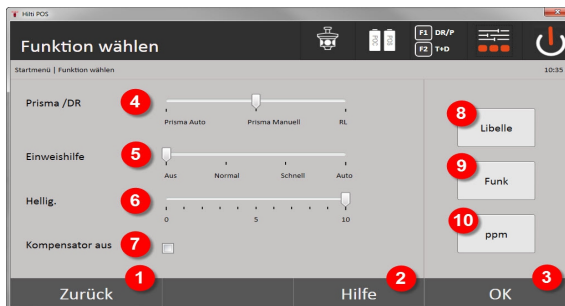 Hilti POS
Funktion wählen
POC
POS
F1 DR/P
F2 T+D
Startmenü | Funktion wählen
10:35
Prisma /DR
4
Prisma Auto
Prisma Manuell
RL
8
Libelle
Einweishilfe
5
Aus
Normal
Schnell
Auto
9
Funk
Hellig.
6
0
5
10
10
ppm
Kompensator aus
7
1
2
3
Zurück
Hilfe
OK